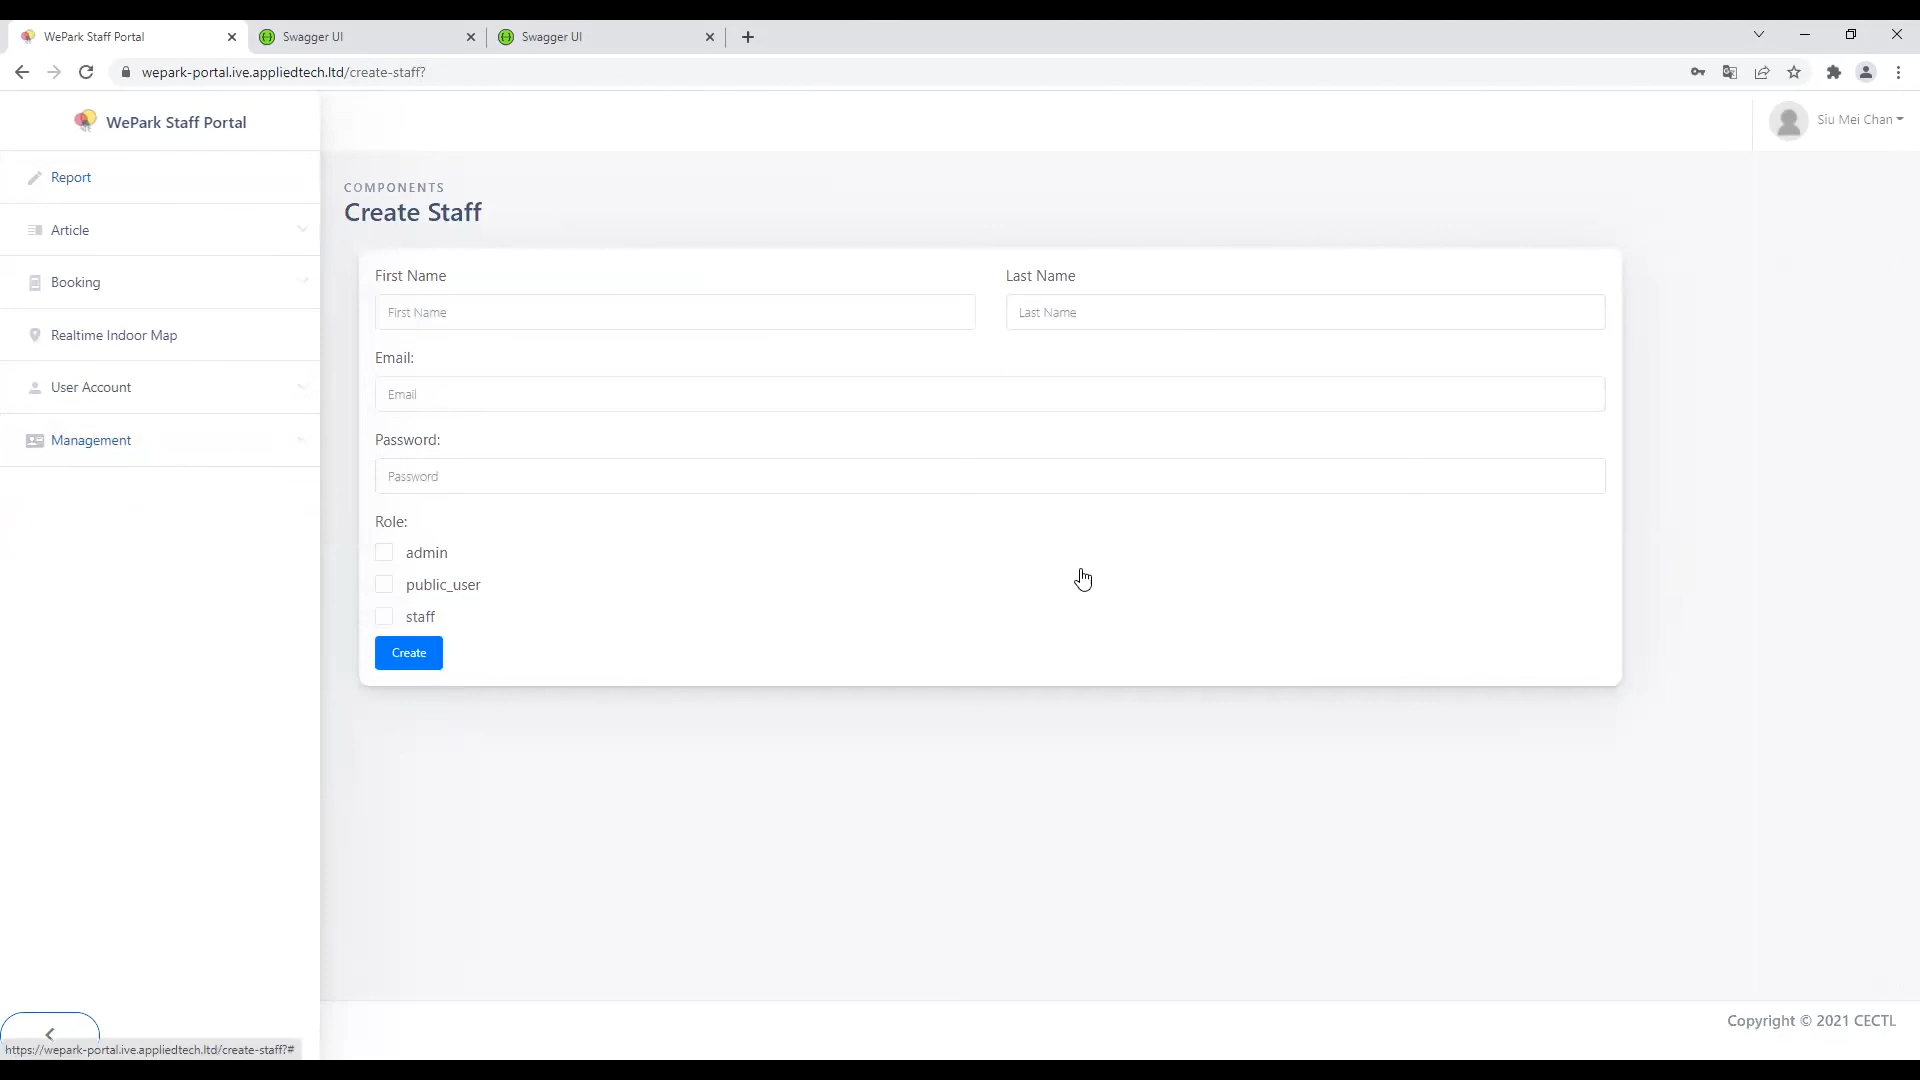 WePark Staff Portal
Swagger UI
Swagger UI
wepark-portal.ive.appliedtech.ltd/create-staff?
WePark Staff Portal
Siu Mei Chan
Report
Article
Booking
Realtime Indoor Map
User Account
Management
COMPONENTS
Create Staff
First Name
Last Name
First Name
Last Name
Email:
Email
Password:
Password
Role:
admin
public_user
staff
Create
Copyright © 2021 CECTL
https://wepark-portal.ive.appliedtech.ltd/create-staff?#